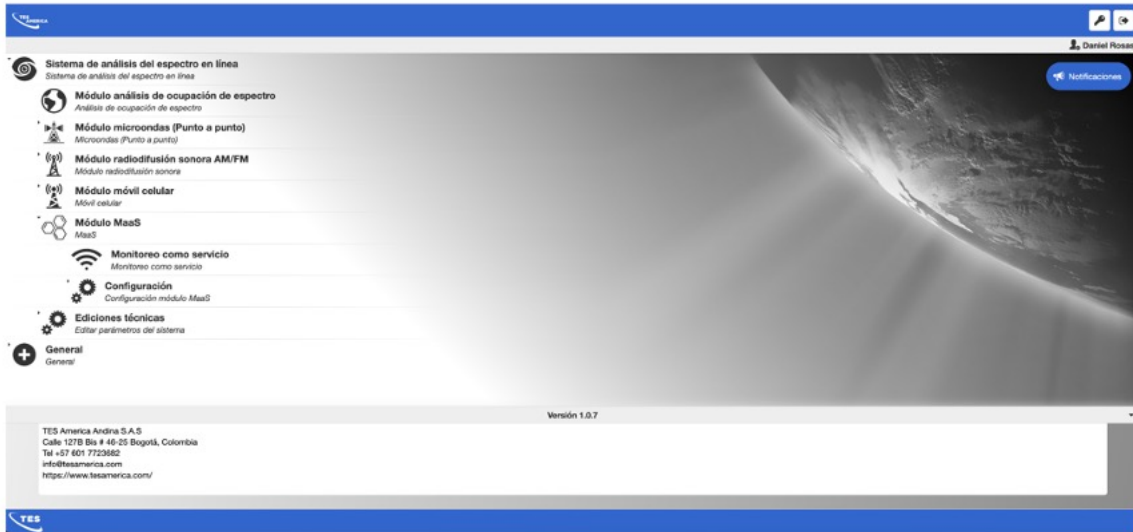 TES AMERICA
Daniel Rosas
Notificaciones
Sistema de análisis del espectro en línea
Sistema de análisis del espectro en línea
Módulo análisis de ocupación de espectro
Análisis de ocupación de espectro
Módulo microondas (Punto a punto)
Microondas (Punto a punto)
Módulo radiodifusión sonora AM/FM
Módulo radiodifusión sonora
Módulo móvil celular
Móvil celular
Módulo MaaS
MaaS
Monitoreo como servicio
Monitoreo como servicio
Configuración
Configuración módulo MaaS
Ediciones técnicas
Editar parámetros del sistema
General
General
Versión 1.0.7
TES America Andina S.A.S
Calle 127B Bis # 46-25 Bogotá, Colombia
Tel +57 601 7723682
info@tesamerica.com
https://www.tesamerica.com/
TES